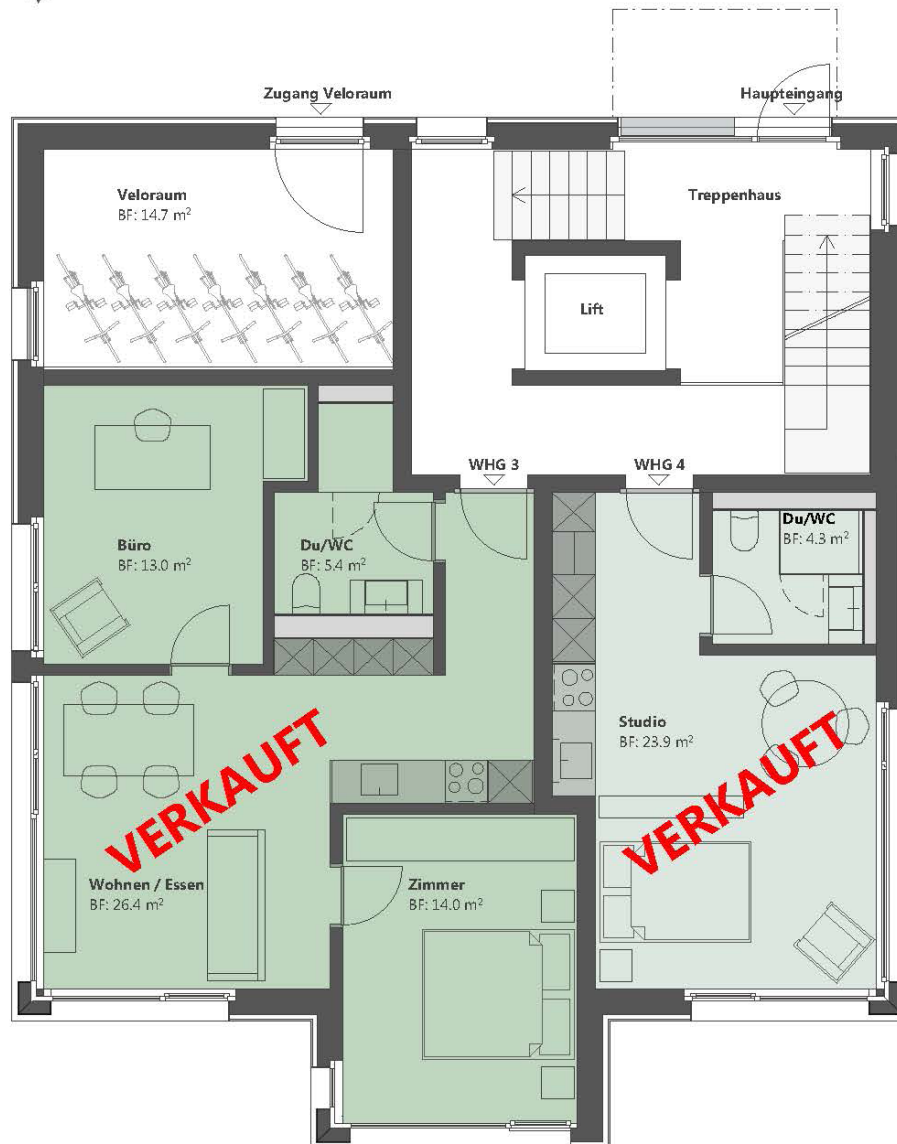 Zugang Veloraum
Haupteingang
Veloraum
BF: 14.7 m²
Treppenhaus
Lift
WHG 3
WHG 4
Büro
BF: 13.0 m²
Du/WC
BF: 5.4 m²
Du/WC
BF: 4.3 m²
Studio
BF: 23.9 m²
VERKAUFT
VERKAUFT
Wohnen / Essen
BF: 26.4 m²
Zimmer
BF: 14.0 m²